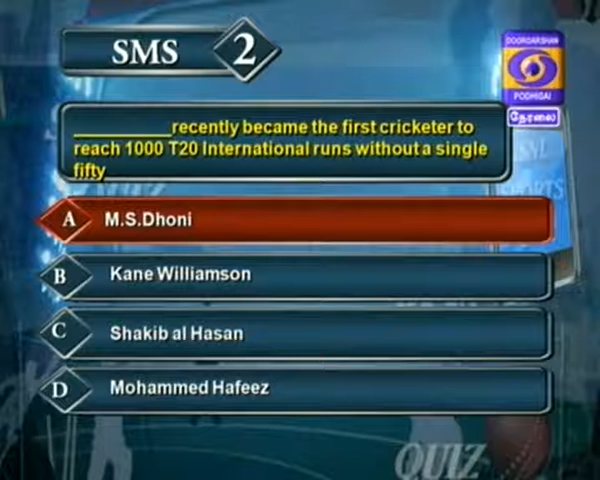 SMS 2
DOORDARSHAN
PODHIGAI
நேரலை
__________recently became the first cricketer to
reach 1000 T20 International runs without a single
fifty
A M.S.Dhoni
B Kane Williamson
C Shakib al Hasan
D Mohammed Hafeez
QUIZ